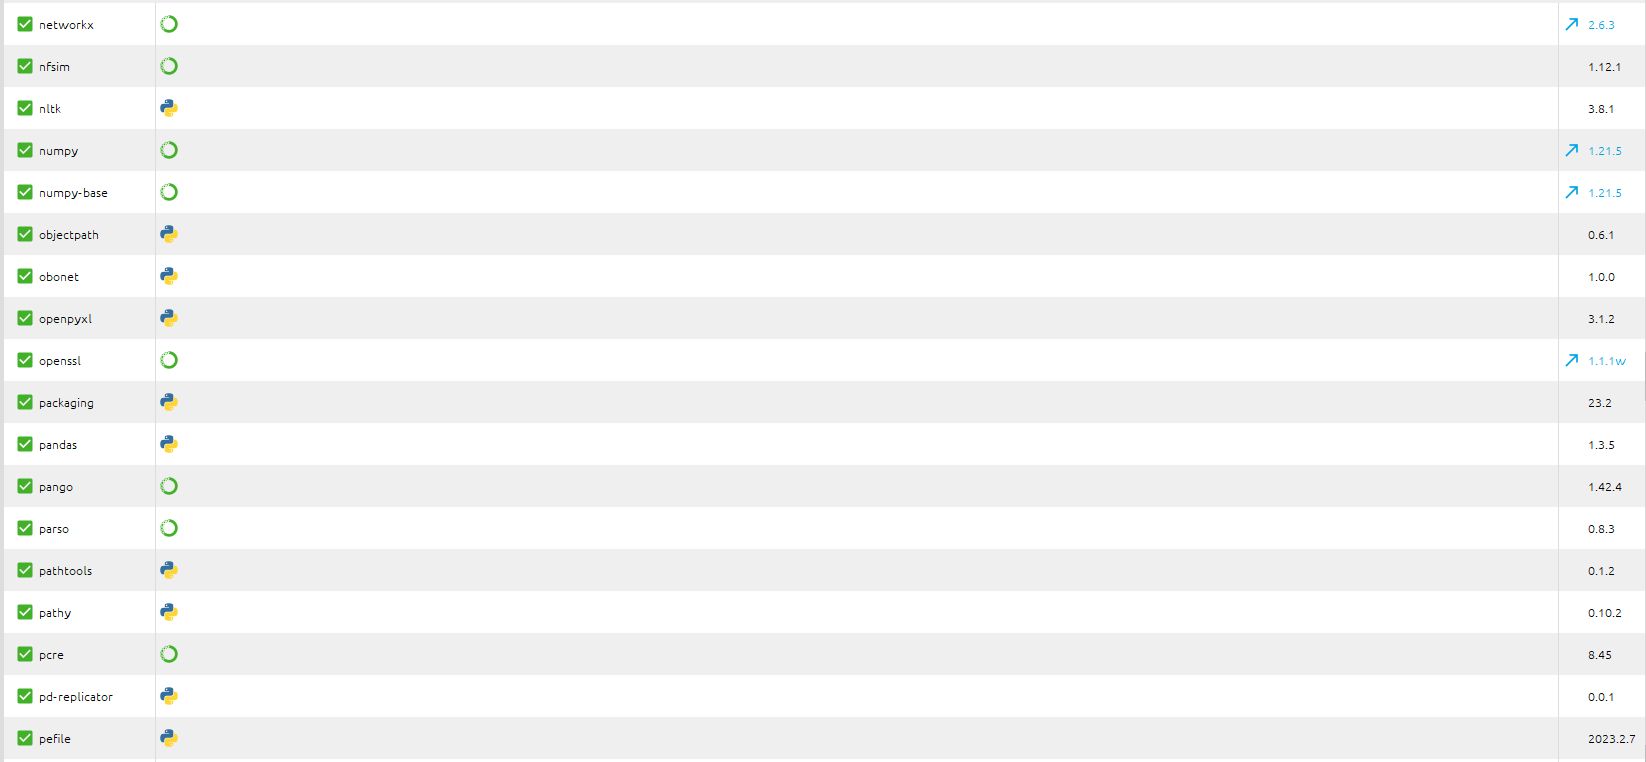 networkx 2.6.3
nfsim 1.12.1
nltk 3.8.1
numpy 1.21.5
numpy-base 1.21.5
objectpath 0.6.1
obonet 1.0.0
openpyxl 3.1.2
openssl 1.1.1w
packaging 23.2
pandas 1.3.5
pango 1.42.4
parso 0.8.3
pathtools 0.1.2
pathy 0.10.2
pcre 8.45
pd-replicator 0.0.1
pefile 2023.2.7